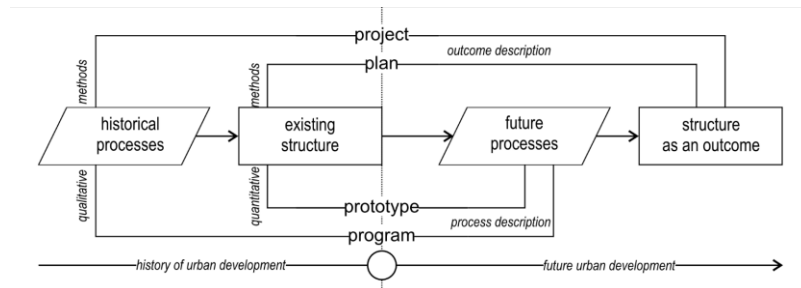 project
outcome description
plan
methods
methods
historical
processes
existing
structure
future
processes
structure
as an outcome
qualitative
quantitative
prototype
process description
program
history of urban development
future urban development